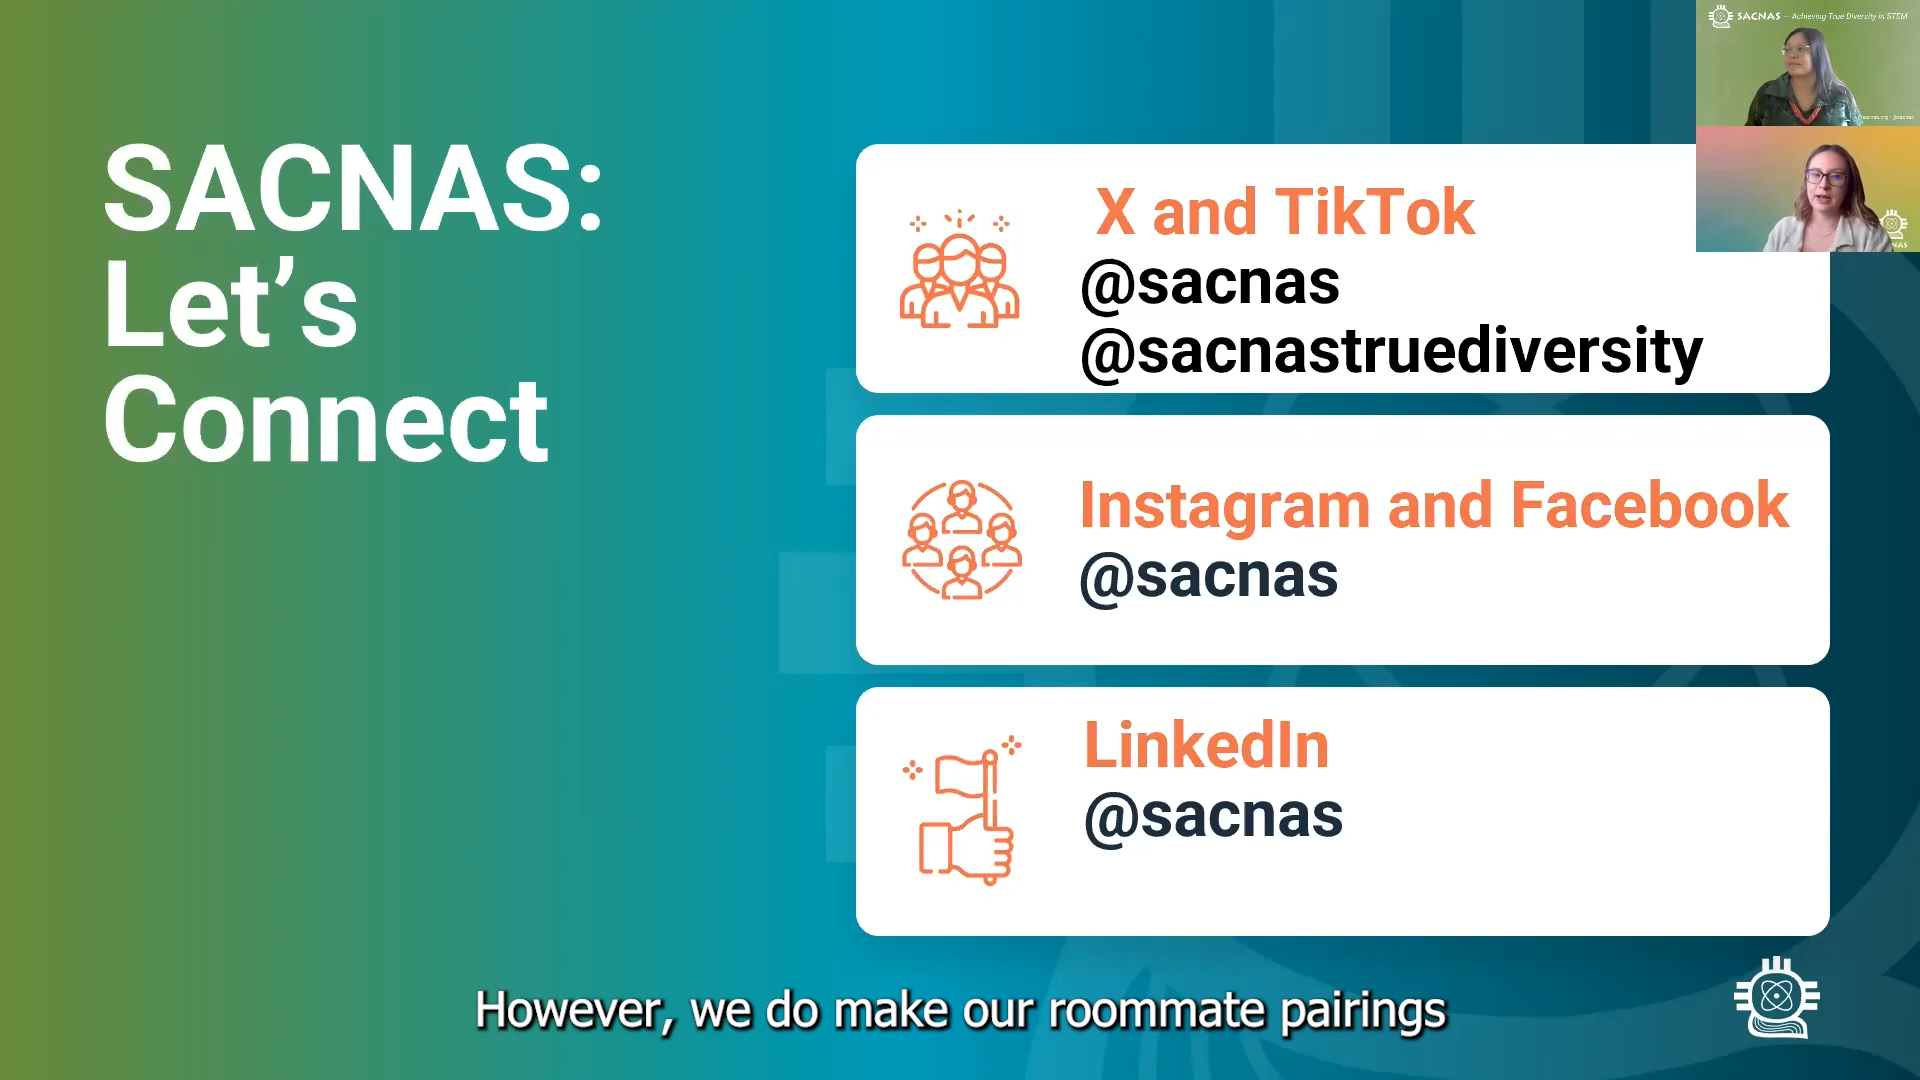 SACNAS:
Let’s
Connect
X and TikTok
@sacnas
@sacnastruediversity
Instagram and Facebook
@sacnas
LinkedIn
@sacnas
SACNAS – Achieving True Diversity in STEM
However, we do make our roommate pairings